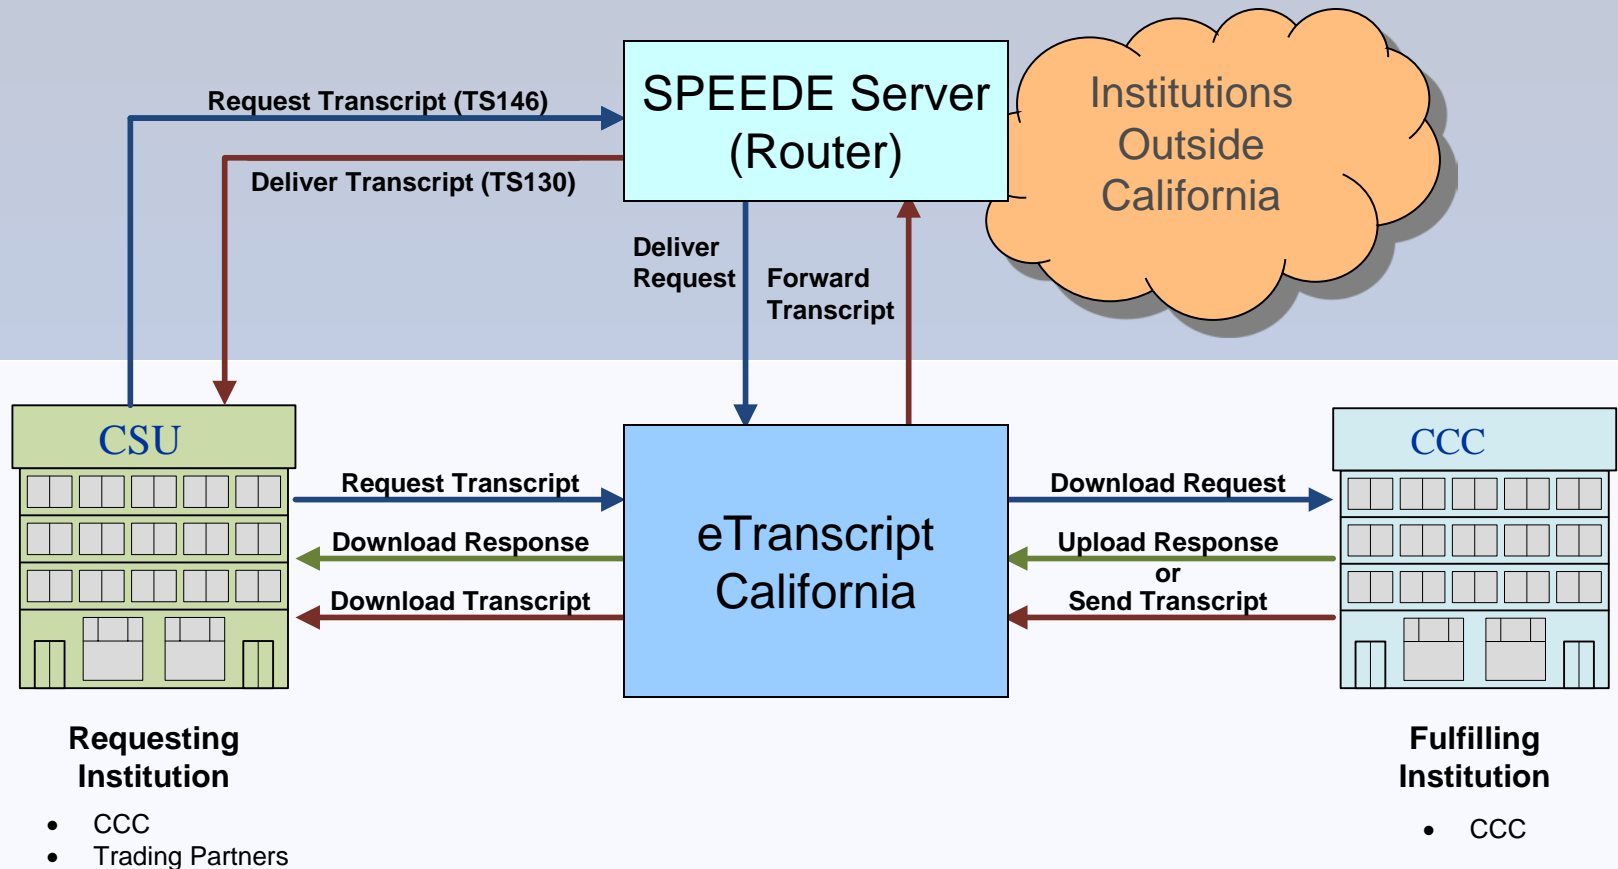 Request Transcript (TS146)
Deliver Transcript (TS130)
SPEEDE Server
(Router)
Institutions
Outside
California
Deliver
Request
Forward
Transcript
CSU
Request Transcript
Download Response
Download Transcript
eTranscript
California
Download Request
Upload Response
or
Send Transcript
CCC
Requesting
Institution
• CCC
• Trading Partners
Fulfilling
Institution
• CCC